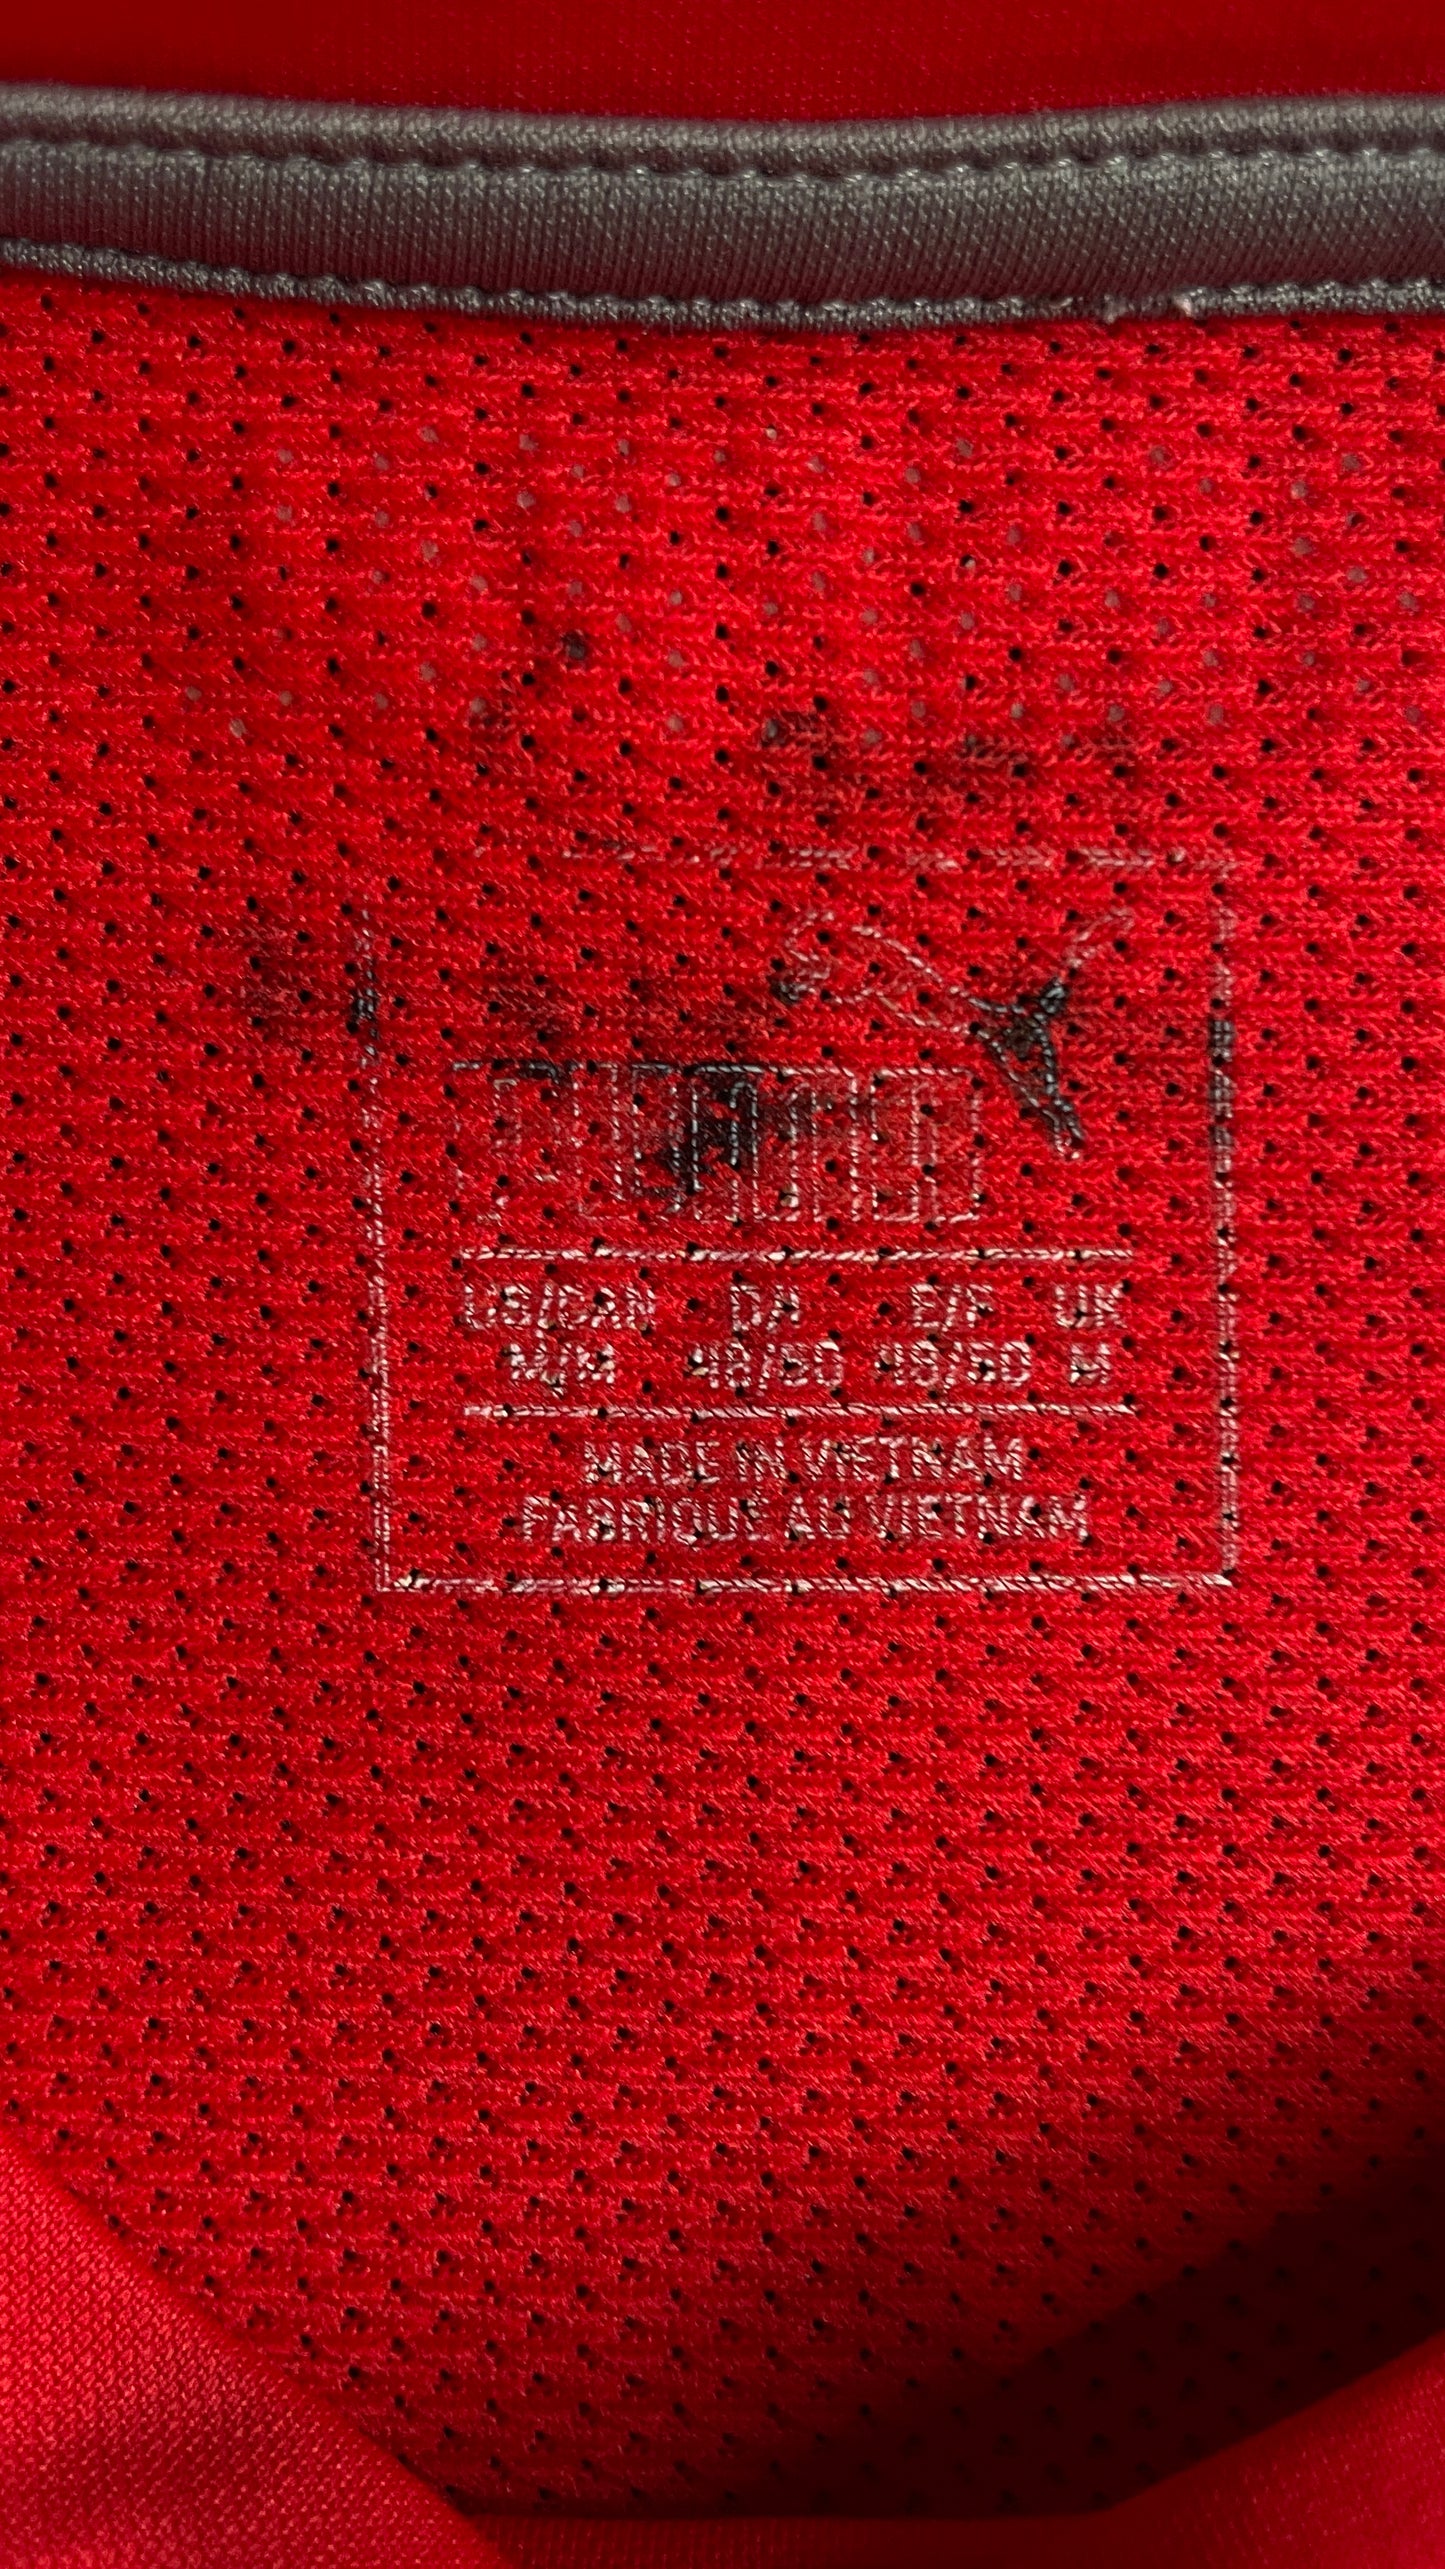 PUMA
US/CAN D/I E/F UK
M/M 48/50 48/50 M
MADE IN VIETNAM
FABRIQUE AU VIETNAM